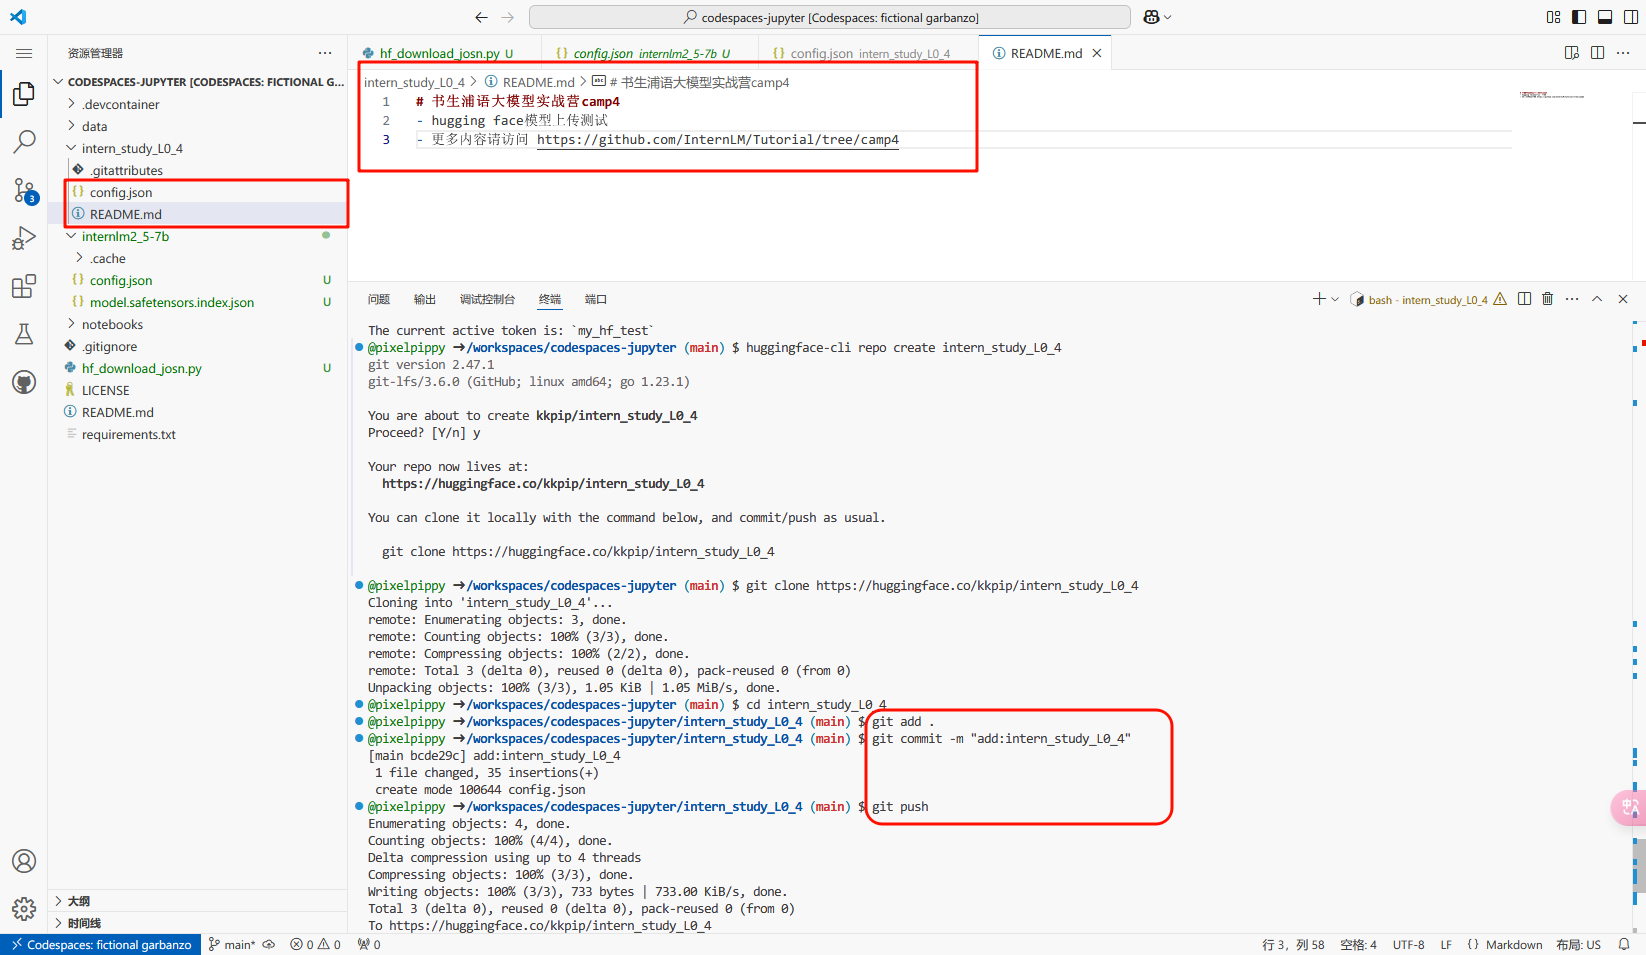 codespaces-jupyter [Codespaces: fictional garbanzo]
资源管理器
CODESPACES-JUPYTER [CODESPACES: FICTIONAL G...
.devcontainer
data
intern_study_L0_4
.gitattributes
config.json
README.md
internlm2_5-7b
.cache
config.json U
model.safetensors.index.json U
notebooks
.gitignore
hf_download_josn.py U
LICENSE
README.md
requirements.txt
大纲
时间线
hf_download_josn.py U
config.json internlm2_5-7b U
config.json intern_study_L0_4
README.md
intern_study_L0_4 > README.md > # 书生浦语大模型实战营camp4
1 # 书生浦语大模型实战营camp4
2 - hugging face模型上传测试
3 - 更多内容请访问 https://github.com/InternLM/Tutorial/tree/camp4
问题 输出 调试控制台 终端 端口
bash - intern_study_L0_4
The current active token is: `my_hf_test`
@pixelpippy ➜/workspaces/codespaces-jupyter (main) $ huggingface-cli repo create intern_study_L0_4
git version 2.47.1
git-lfs/3.6.0 (GitHub; linux amd64; go 1.23.1)
You are about to create kkpip/intern_study_L0_4
Proceed? [Y/n] y
Your repo now lives at:
https://huggingface.co/kkpip/intern_study_L0_4
You can clone it locally with the command below, and commit/push as usual.
git clone https://huggingface.co/kkpip/intern_study_L0_4
@pixelpippy ➜/workspaces/codespaces-jupyter (main) $ git clone https://huggingface.co/kkpip/intern_study_L0_4
Cloning into 'intern_study_L0_4'...
remote: Enumerating objects: 3, done.
remote: Counting objects: 100% (3/3), done.
remote: Compressing objects: 100% (2/2), done.
remote: Total 3 (delta 0), reused 0 (delta 0), pack-reused 0 (from 0)
Unpacking objects: 100% (3/3), 1.05 KiB | 1.05 MiB/s, done.
@pixelpippy ➜/workspaces/codespaces-jupyter (main) $ cd intern_study_L0_4
@pixelpippy ➜/workspaces/codespaces-jupyter/intern_study_L0_4 (main) $ git add .
@pixelpippy ➜/workspaces/codespaces-jupyter/intern_study_L0_4 (main) $ git commit -m "add:intern_study_L0_4"
[main bcde29c] add:intern_study_L0_4
1 file changed, 35 insertions(+)
create mode 100644 config.json
@pixelpippy ➜/workspaces/codespaces-jupyter/intern_study_L0_4 (main) $ git push
Enumerating objects: 4, done.
Counting objects: 100% (4/4), done.
Delta compression using up to 4 threads
Compressing objects: 100% (3/3), done.
Writing objects: 100% (3/3), 733 bytes | 733.00 KiB/s, done.
Total 3 (delta 0), reused 0 (delta 0), pack-reused 0 (from 0)
To https://huggingface.co/kkpip/intern_study_L0_4
3
Codespaces: fictional garbanzo main* 0 0 0 行 3，列 58 空格: 4 UTF-8 LF {} Markdown 布局: US